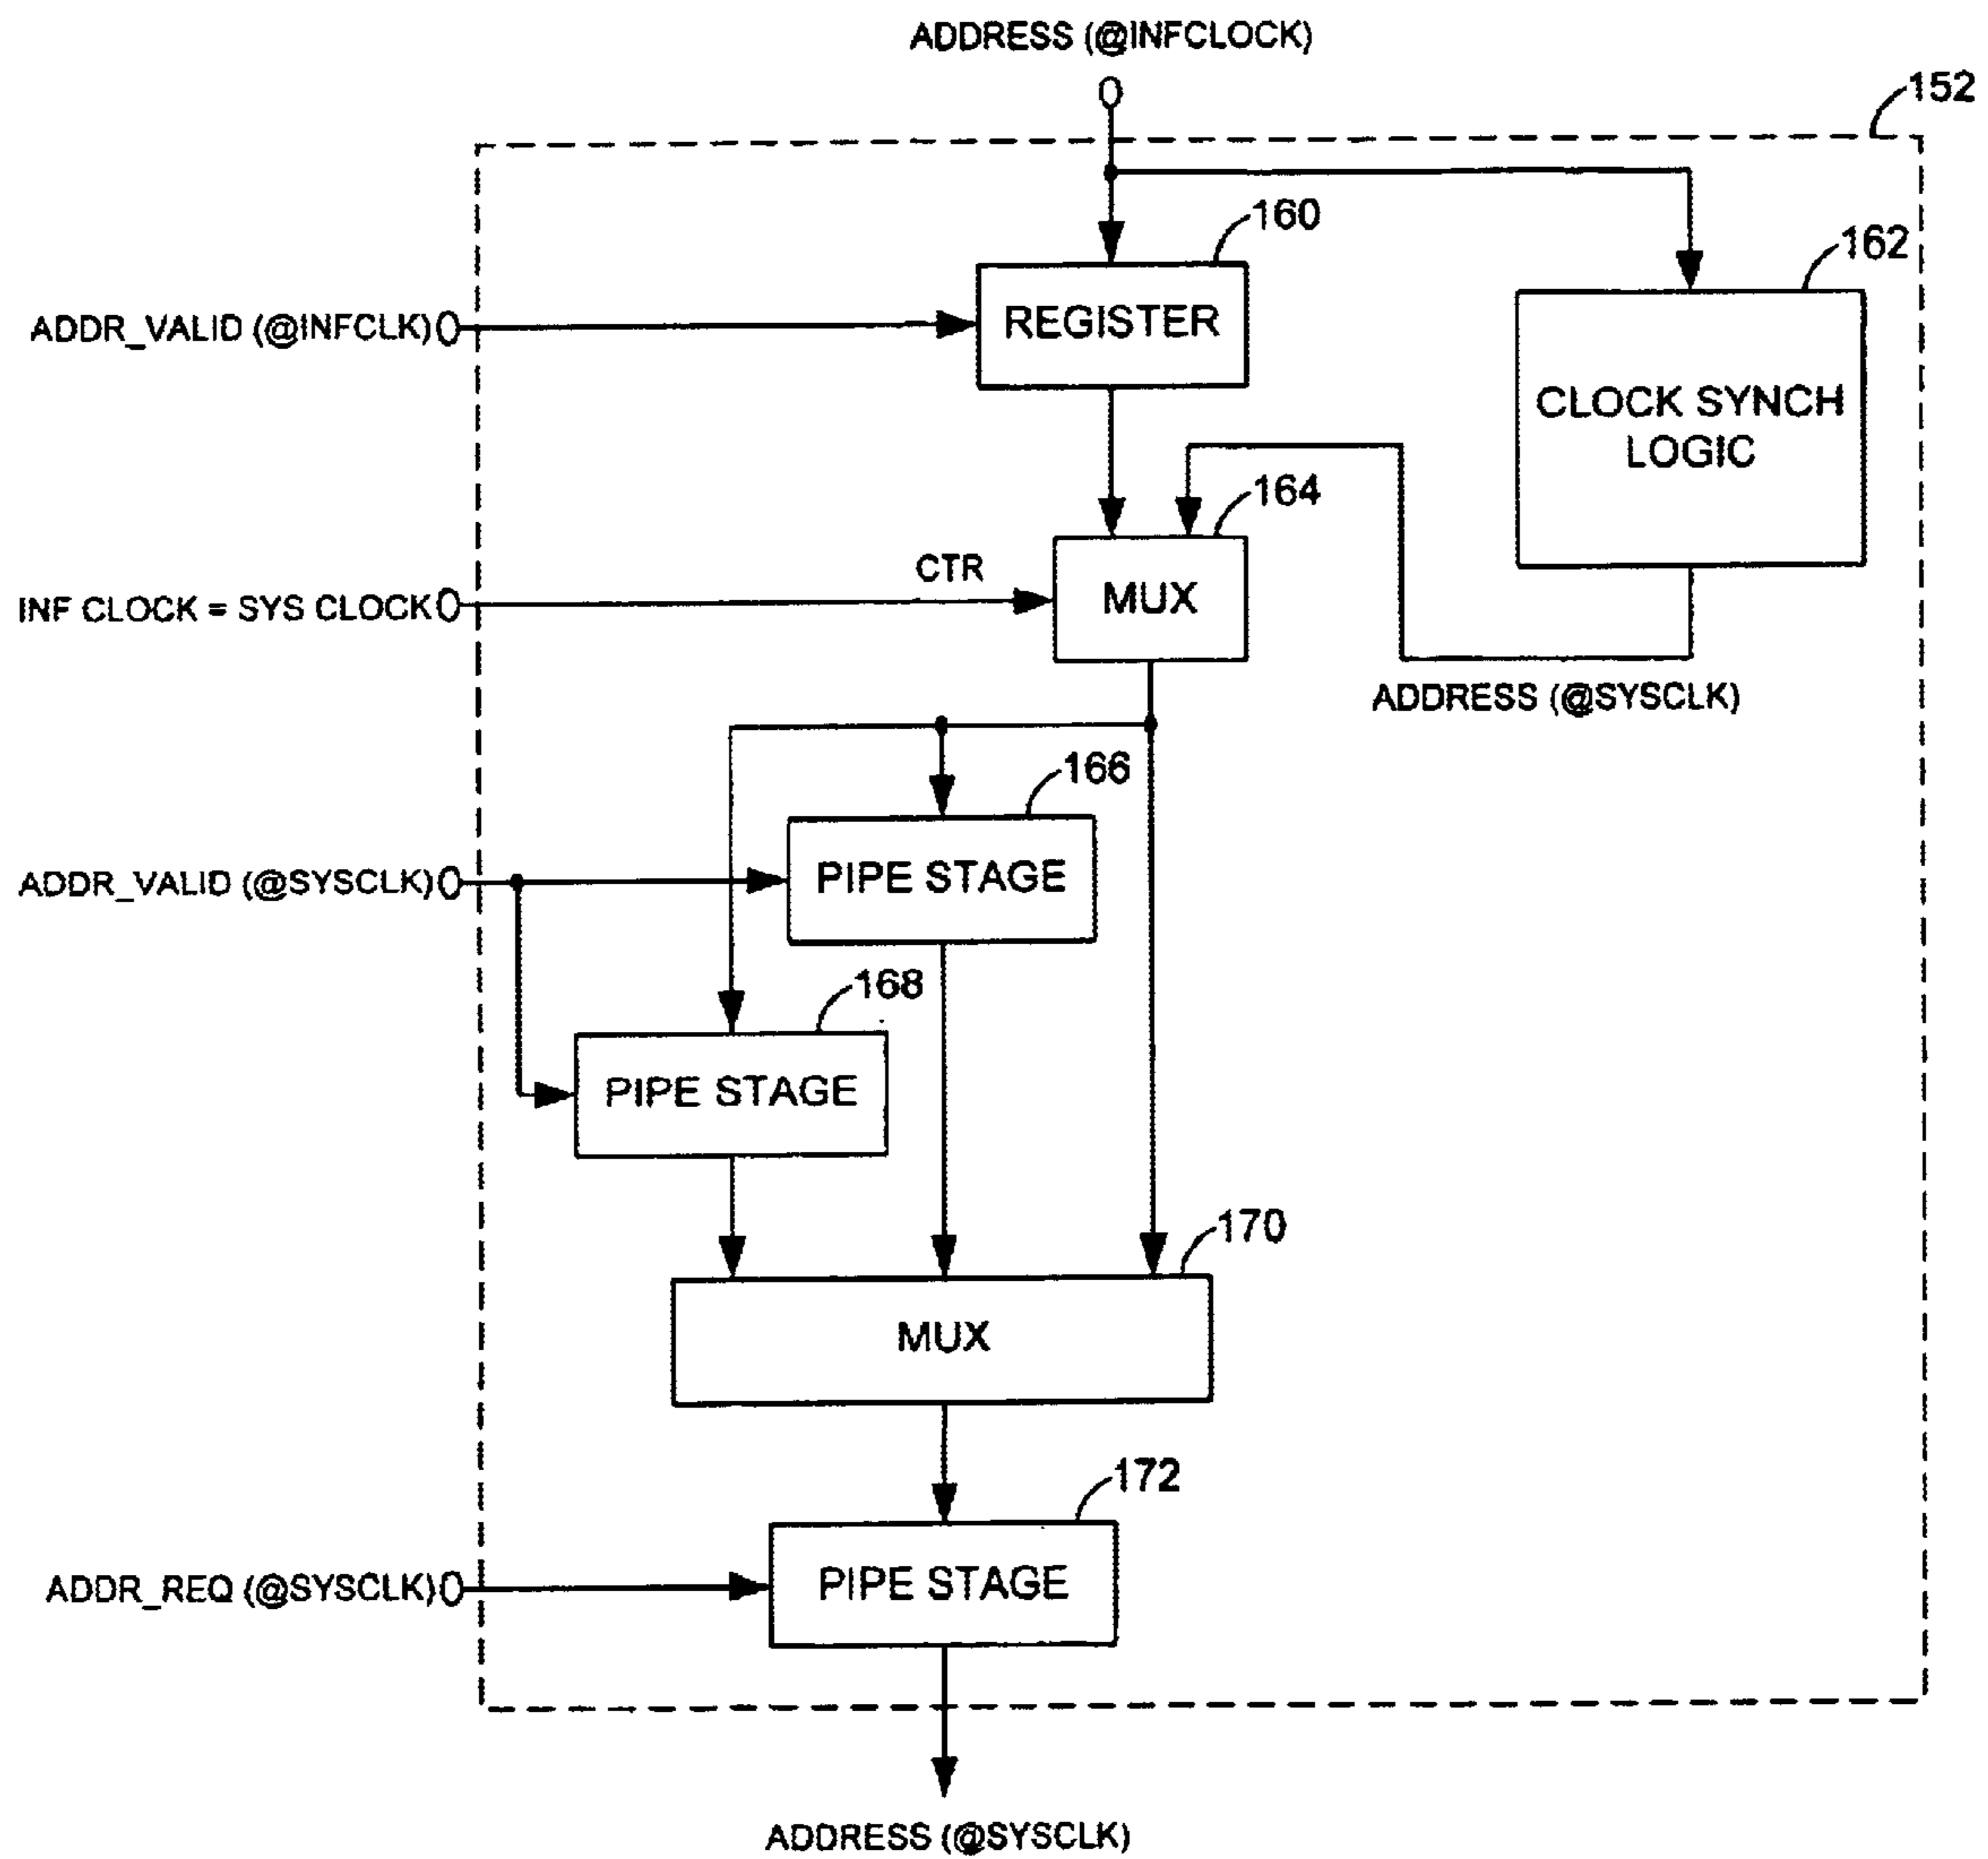 ADDRESS (@INFCLOCK)
152
160
162
ADDR_VALID (@INFCLK)
REGISTER
CLOCK SYNCH
LOGIC
164
CTR
INF CLOCK = SYS CLOCK
MUX
ADDRESS (@SYSCLK)
166
ADDR_VALID (@SYSCLK)
PIPE STAGE
168
PIPE STAGE
170
MUX
172
ADDR_REQ (@SYSCLK)
PIPE STAGE
ADDRESS (@SYSCLK)